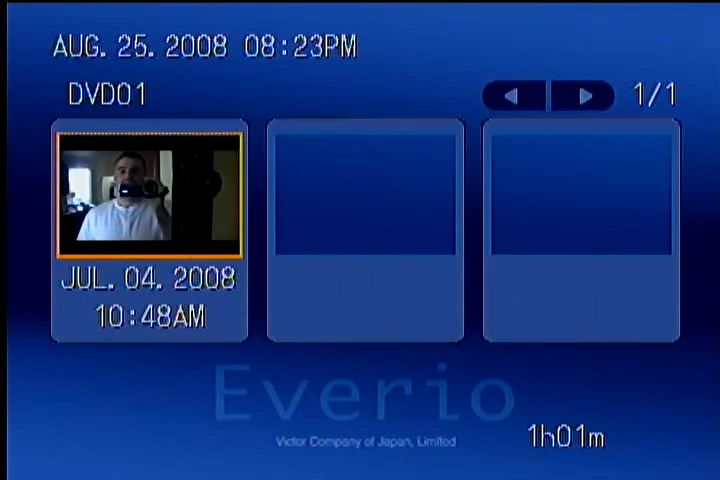 AUG. 25. 2008 08:23PM
DVD01
1/1
JUL. 04. 2008
10:48AM
Everio
Victor Company of Japan, Limited
1h01m